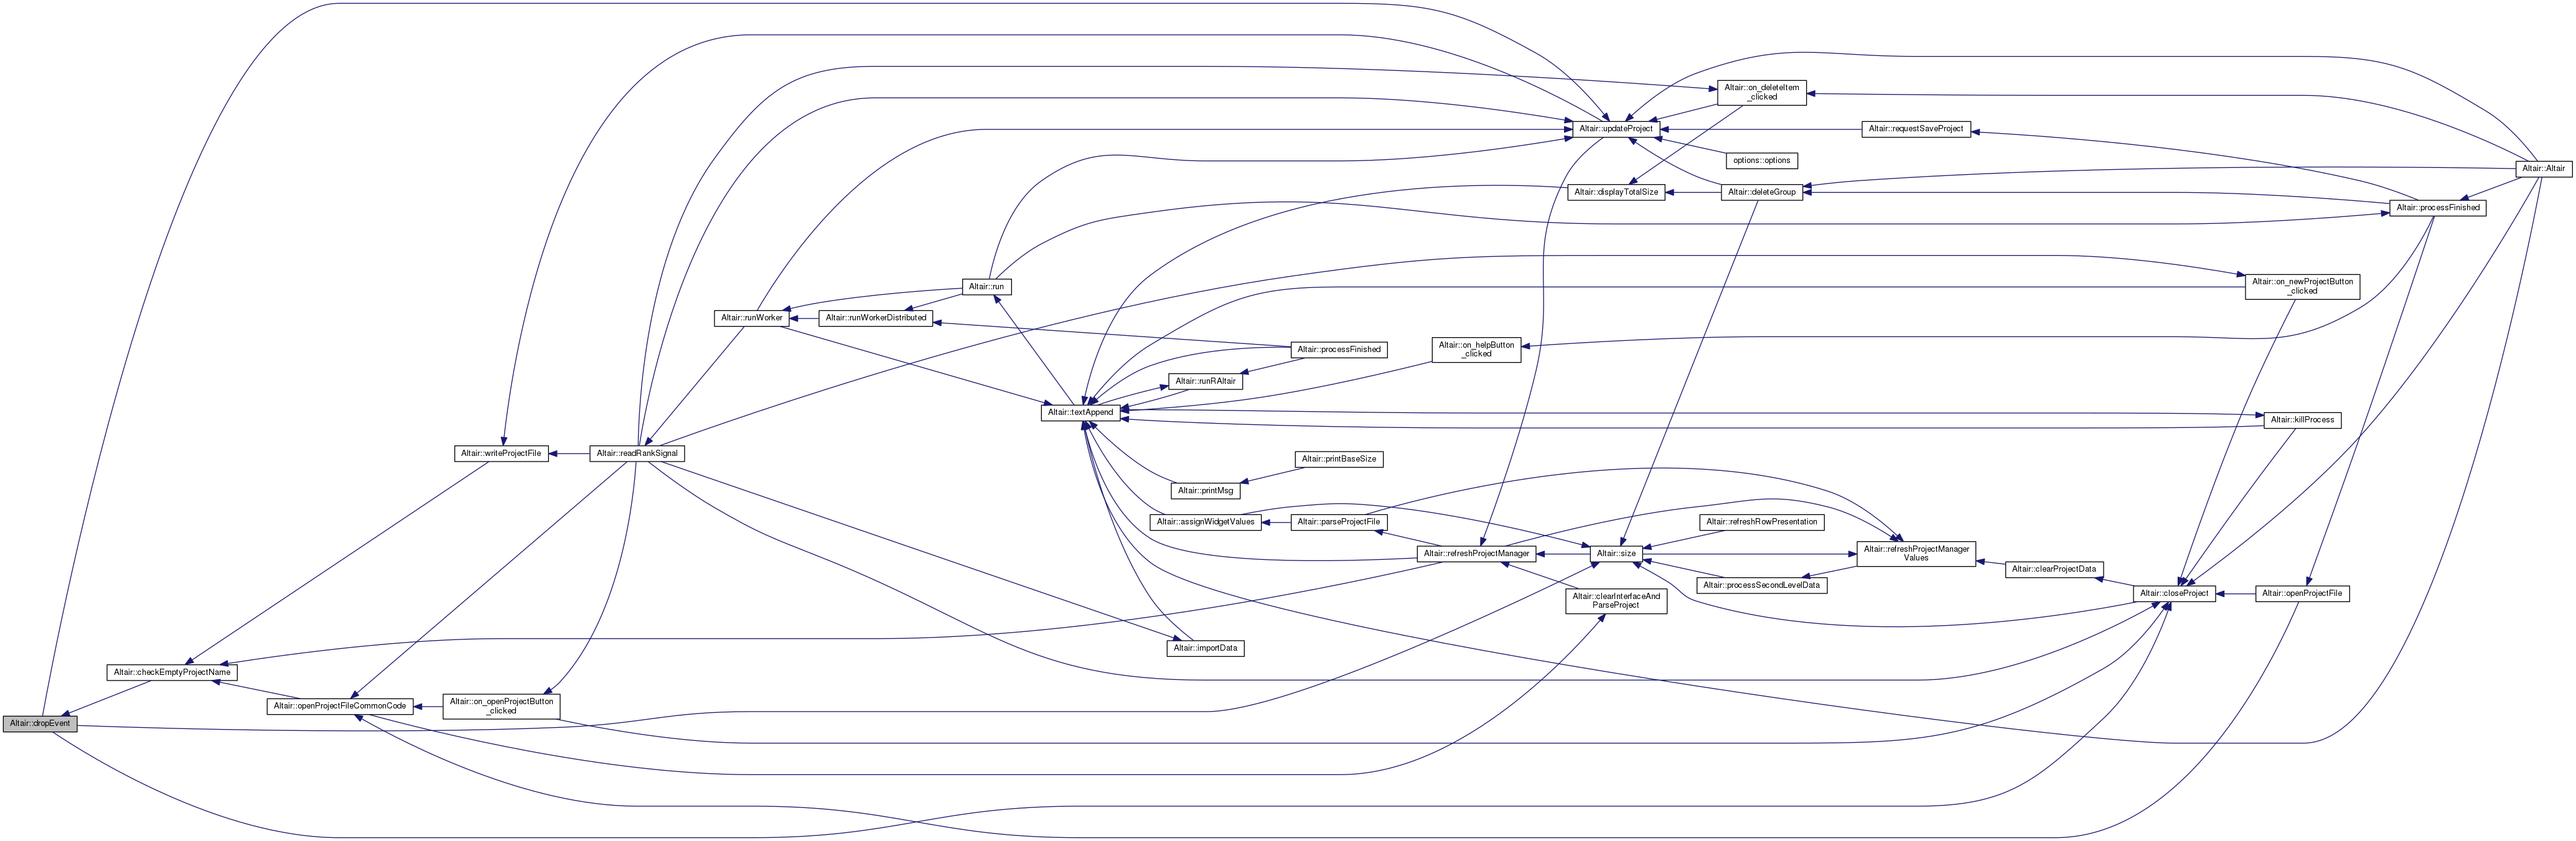 Altair::on_deleteItem
_clicked
Altair::updateProject
Altair::requestSaveProject
options::options
Altair::Altair
Altair::displayTotalSize
Altair::deleteGroup
Altair::processFinished
Altair::run
Altair::on_newProjectButton
_clicked
Altair::runWorker
Altair::runWorkerDistributed
Altair::on_helpButton
_clicked
Altair::processFinished
Altair::runRAltair
Altair::textAppend
Altair::killProcess
Altair::writeProjectFile
Altair::readRankSignal
Altair::printBaseSize
Altair::printMsg
Altair::assignWidgetValues
Altair::parseProjectFile
Altair::refreshRowPresentation
Altair::refreshProjectManager
Altair::size
Altair::refreshProjectManager
Values
Altair::clearProjectData
Altair::processSecondLevelData
Altair::clearInterfaceAnd
ParseProject
Altair::closeProject
Altair::openProjectFile
Altair::importData
Altair::checkEmptyProjectName
Altair::openProjectFileCommonCode
Altair::on_openProjectButton
_clicked
Altair::dropEvent